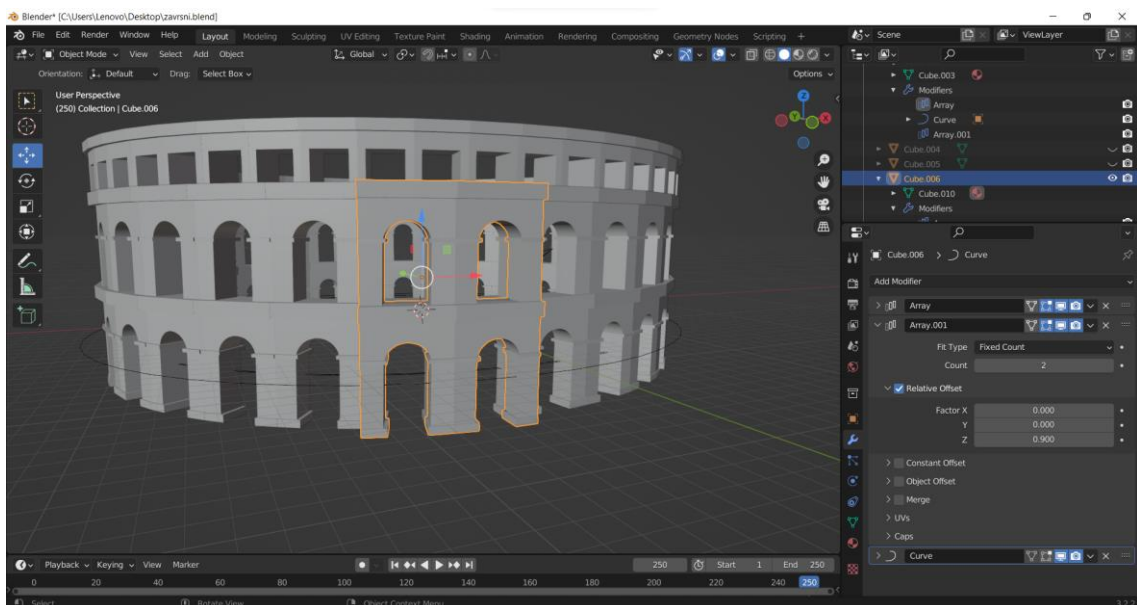 Blender* [C:\Users\Lenovo\Desktop\zavrsni.blend]
File Edit Render Window Help Layout Modeling Sculpting UV Editing Texture Paint Shading Animation Rendering Compositing Geometry Nodes Scripting + Scene ViewLayer
Object Mode View Select Add Object Global
Orientation: Default Drag: Select Box Options
User Perspective
(250) Collection | Cube.006
Z
Y
X
Cube.003
Modifiers
Array
Curve
Array.001
Cube.004
Cube.005
Cube.006
Cube.010
Modifiers
Cube.006 > Curve
Add Modifier
Array
Array.001
Fit Type Fixed Count
Count 2
Relative Offset
Factor X 0.000
Y 0.000
Z 0.900
Constant Offset
Object Offset
Merge
UVs
Caps
Curve
Playback Keying View Marker 250 Start 1 End 250
0 20 40 60 80 100 120 140 160 180 200 220 240 250
Select Rotate View Object Context Menu 3.2.2